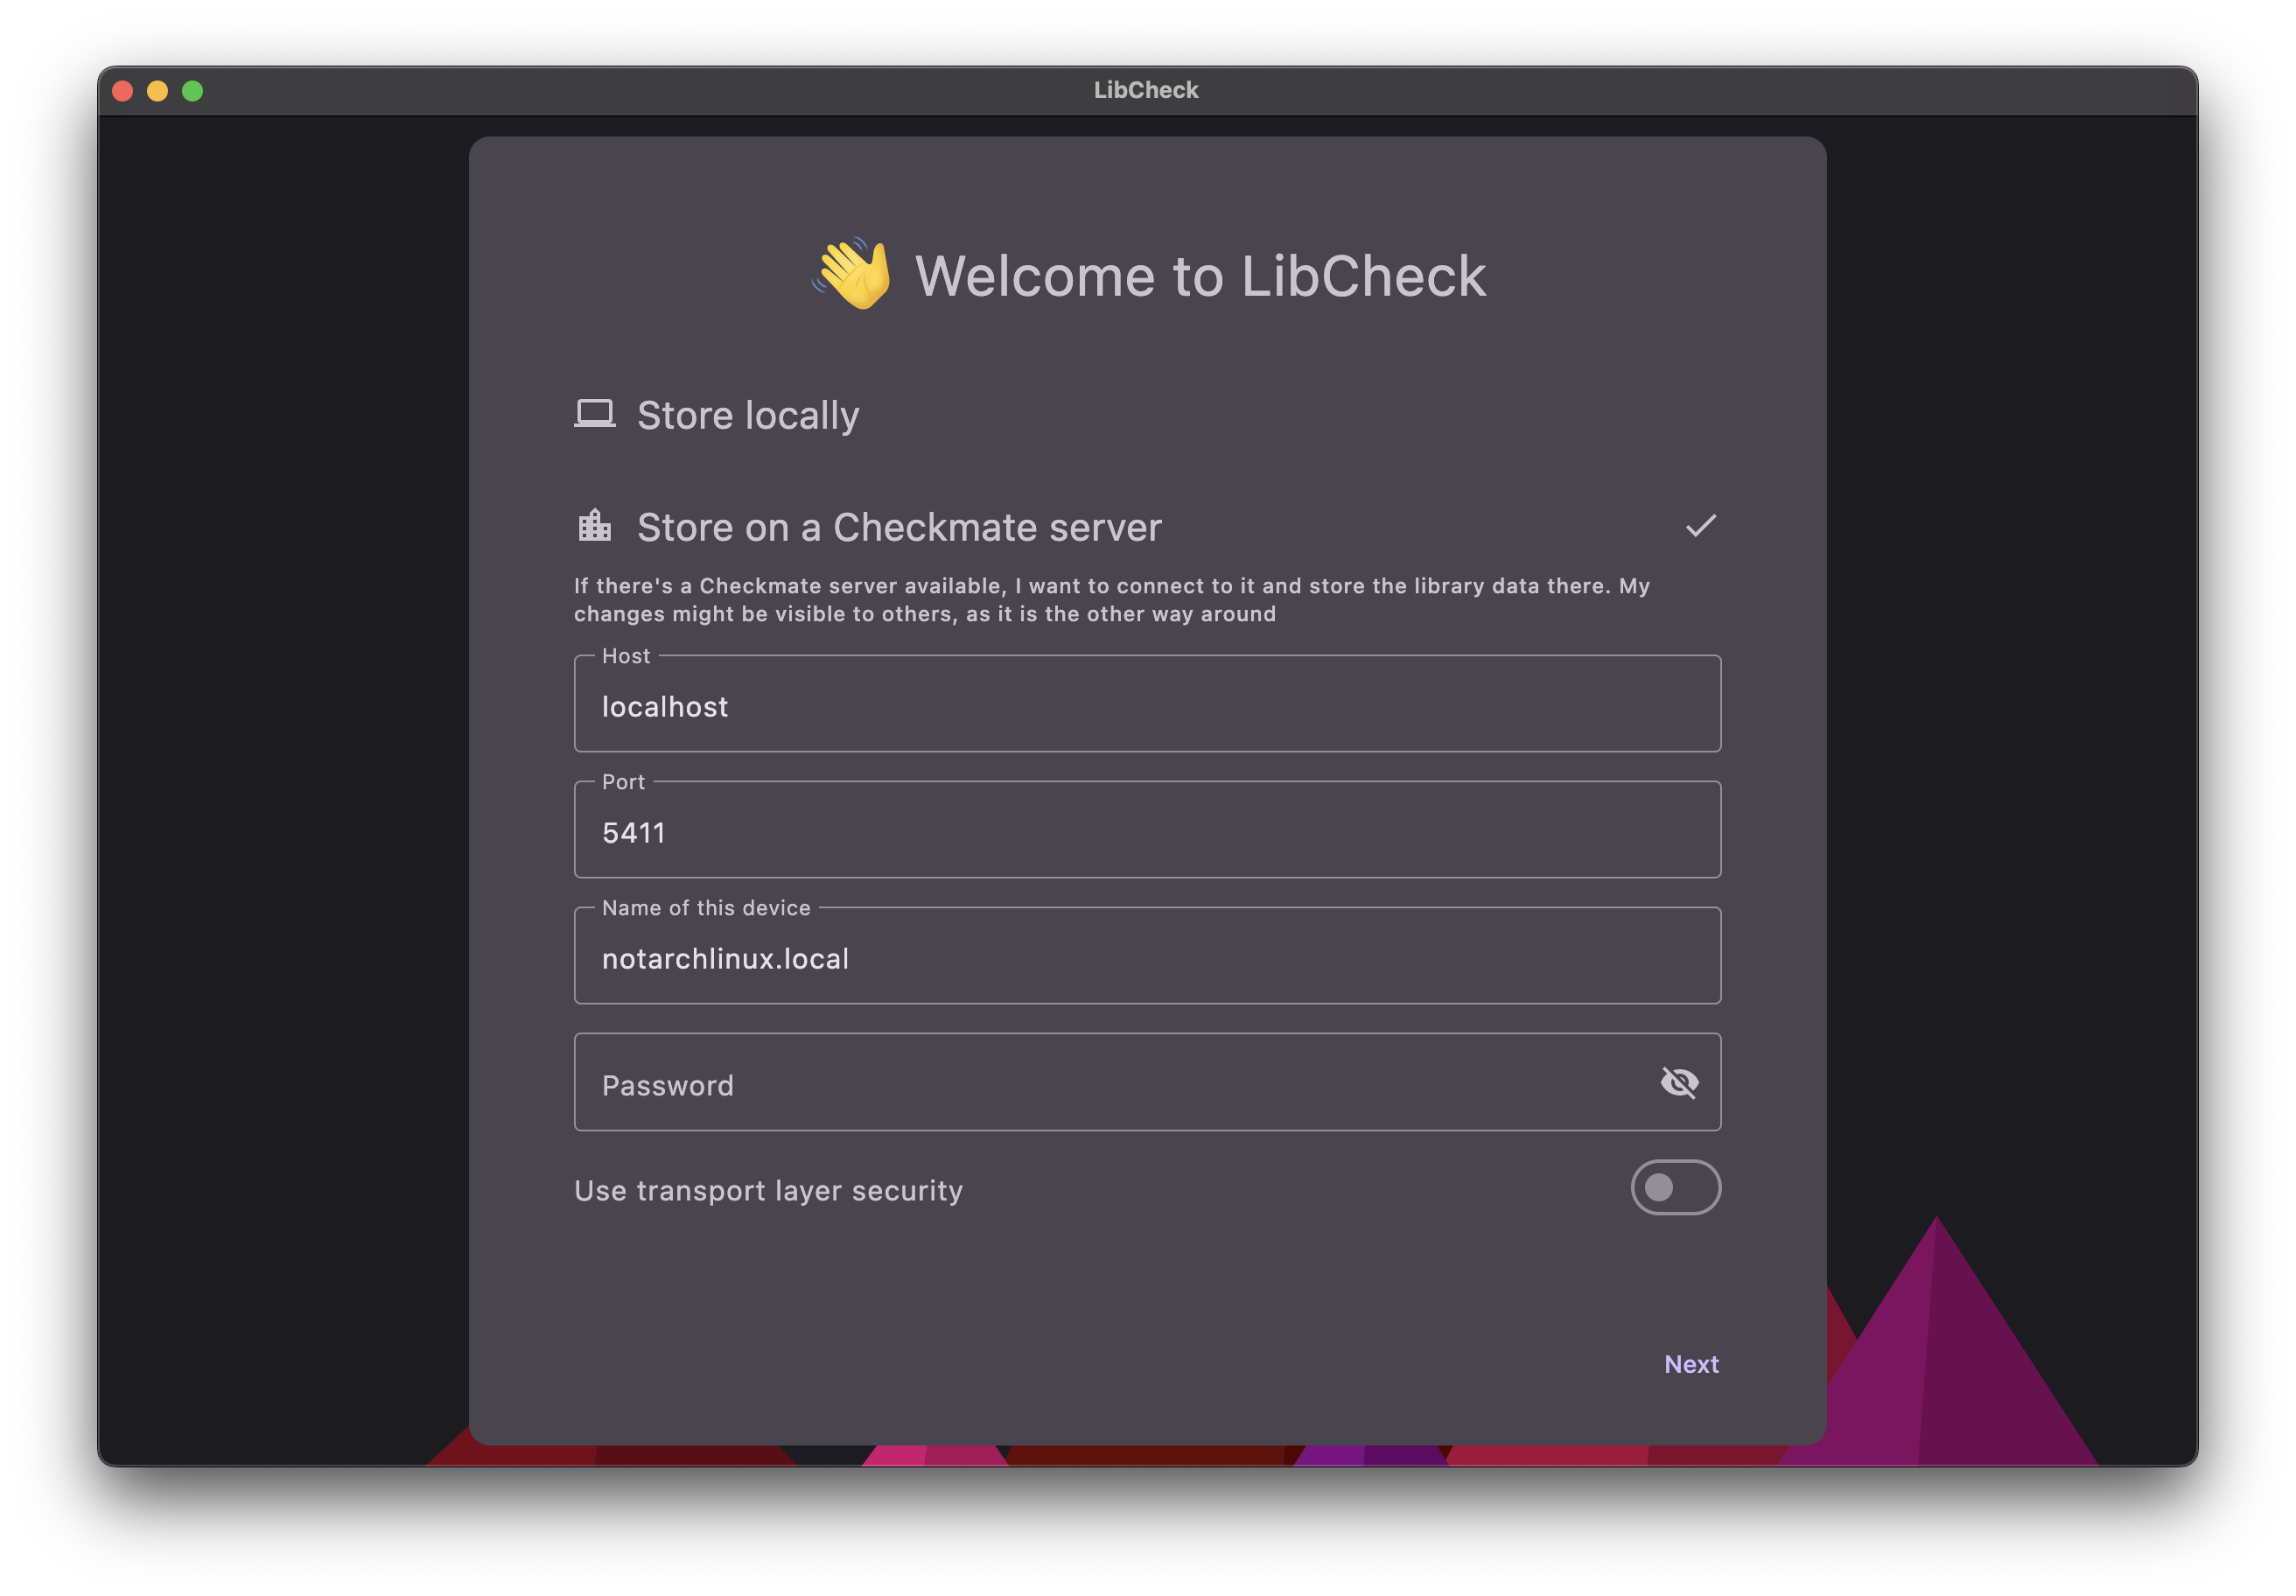 LibCheck
👋 Welcome to LibCheck
Store locally
Store on a Checkmate server
If there's a Checkmate server available, I want to connect to it and store the library data there. My
changes might be visible to others, as it is the other way around
Host
localhost
Port
5411
Name of this device
notarchlinux.local
Password
Use transport layer security
Next